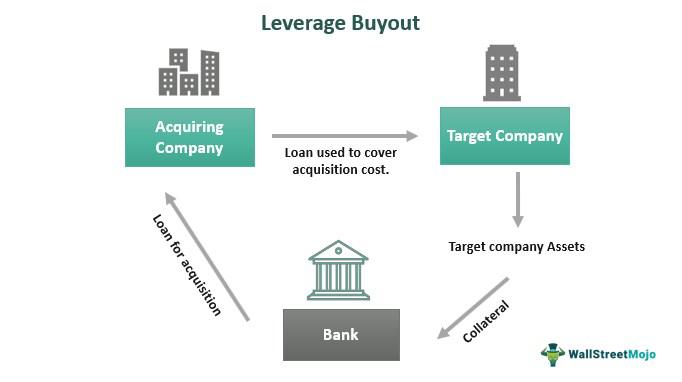 Leverage Buyout
Acquiring
Company
Target Company
Loan used to cover
acquisition cost.
Loan for acquisition
Target company Assets
Collateral
Bank
WallStreetMojo